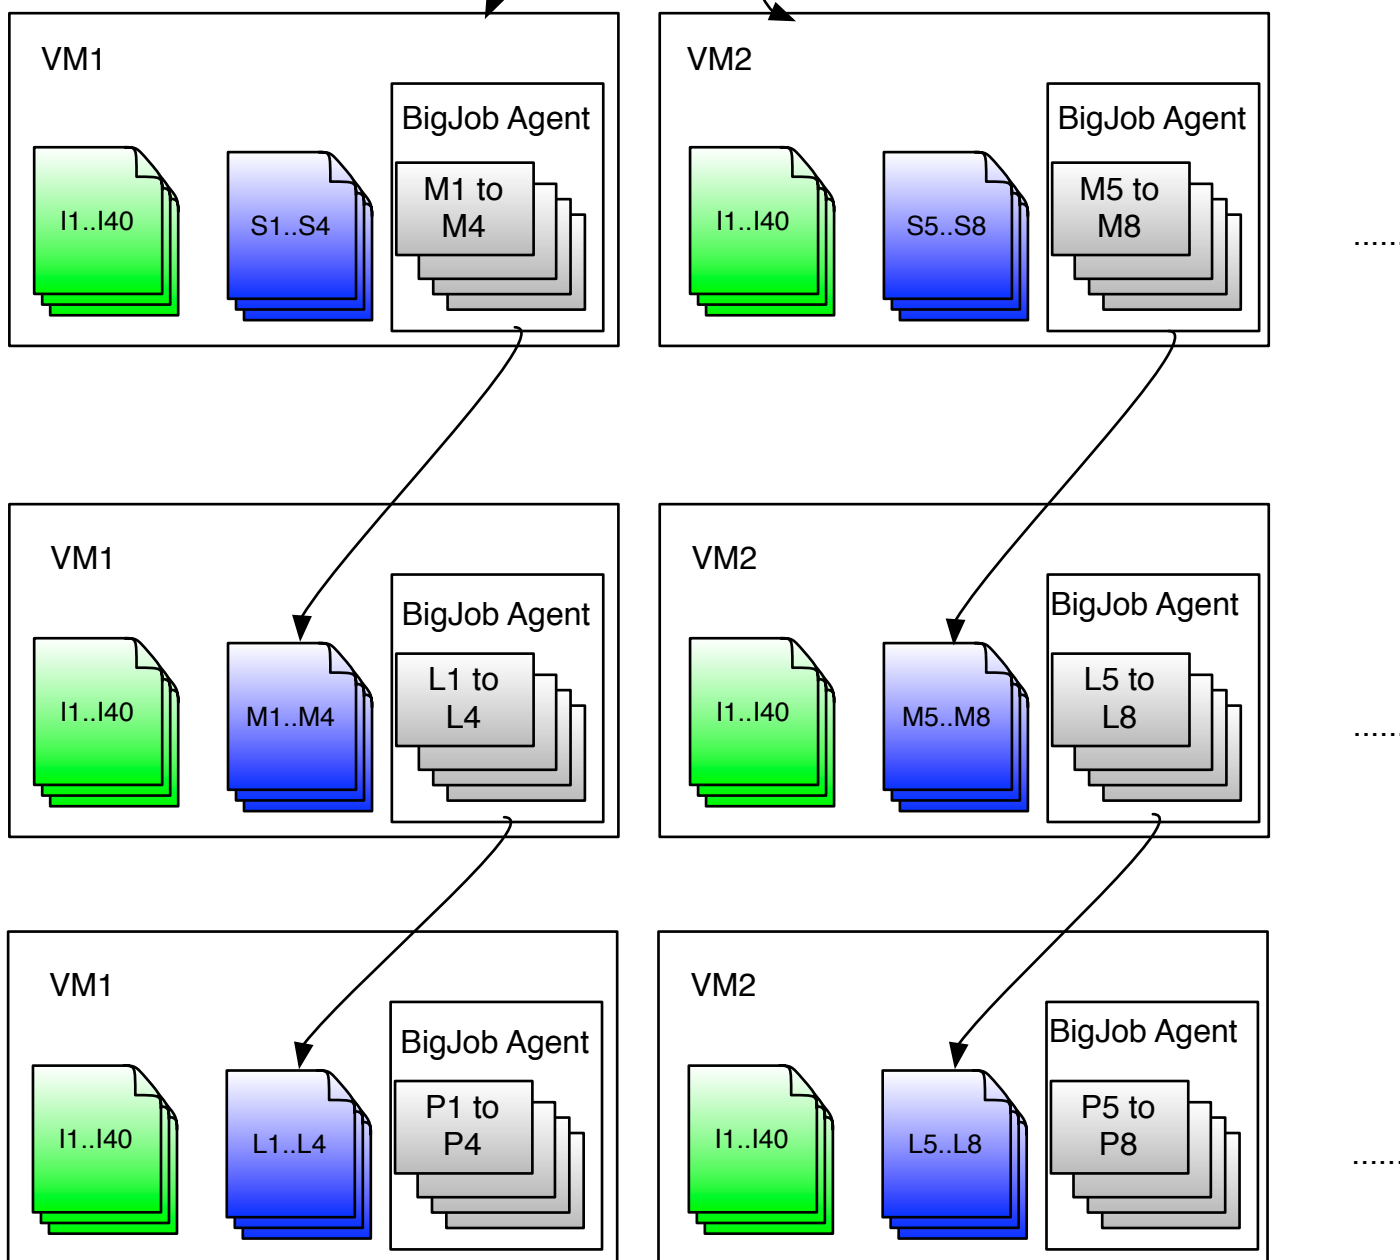 VM1
BigJob Agent
I1..I40
S1..S4
M1 to
M4
VM2
BigJob Agent
I1..I40
S5..S8
M5 to
M8
......
VM1
BigJob Agent
I1..I40
M1..M4
L1 to
L4
VM2
BigJob Agent
I1..I40
M5..M8
L5 to
L8
......
VM1
BigJob Agent
I1..I40
L1..L4
P1 to
P4
VM2
BigJob Agent
I1..I40
L5..L8
P5 to
P8
......